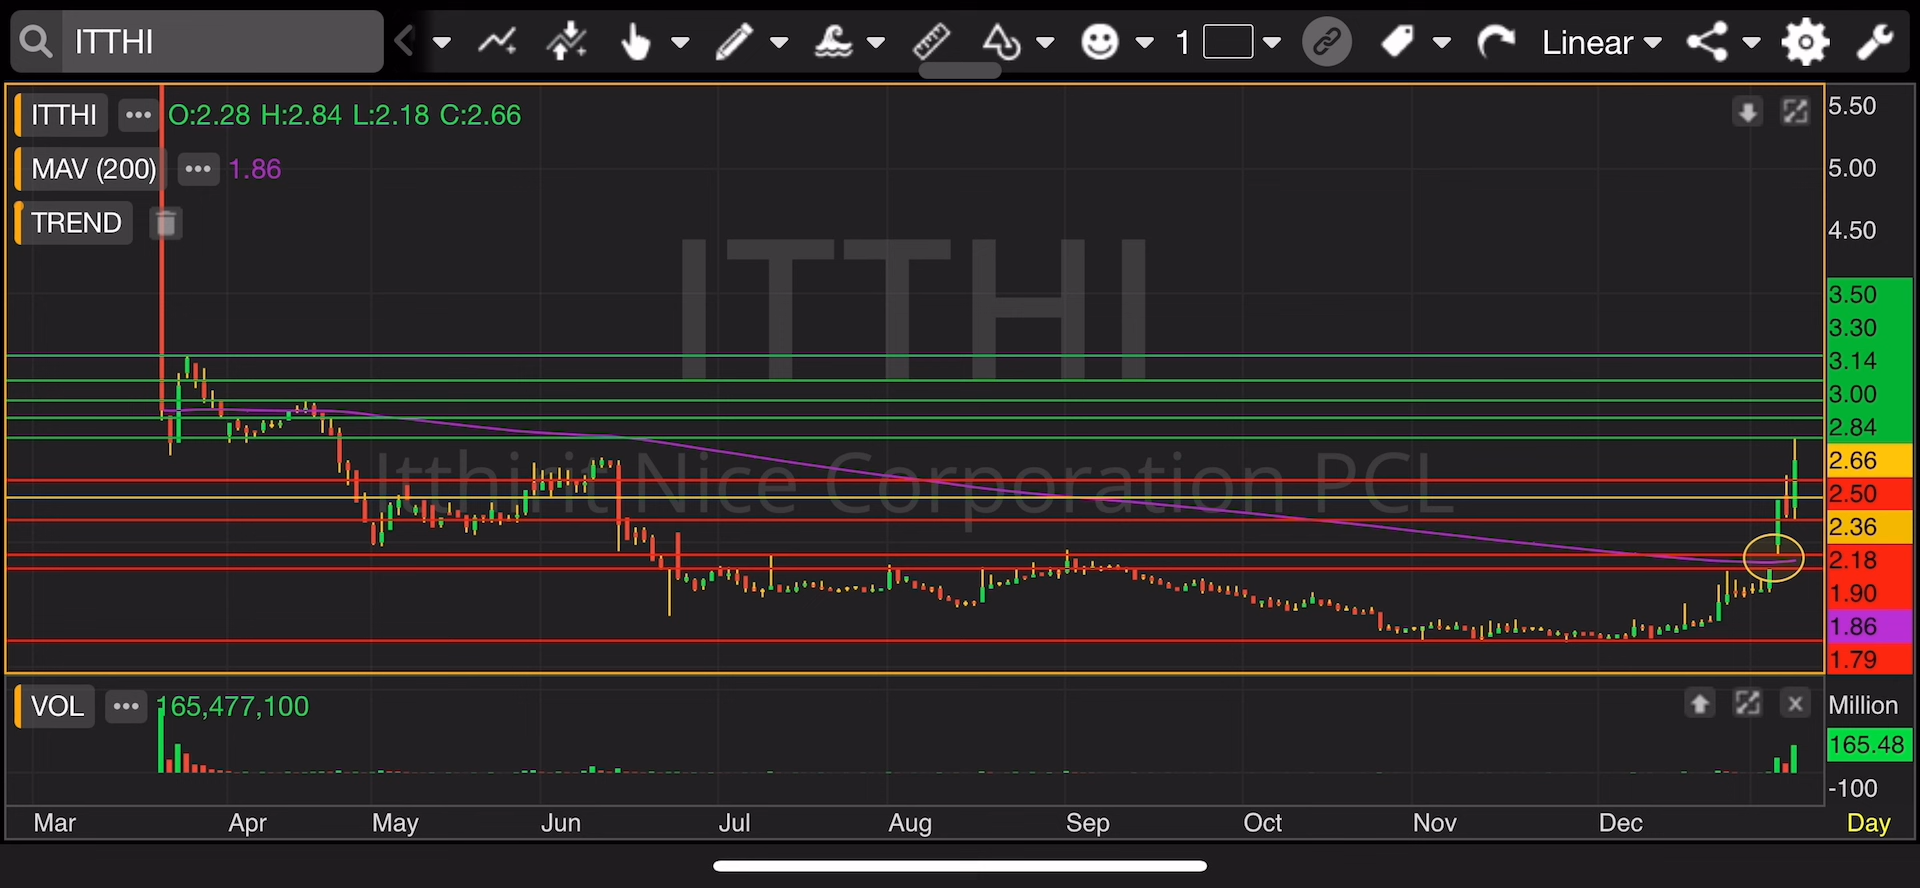 ITTHI
1
Linear
ITTHI
O:2.28 H:2.84 L:2.18 C:2.66
MAV (200)
1.86
TREND
ITTHI
Itthirit Nice Corporation PCL
5.50
5.00
4.50
3.50
3.30
3.14
3.00
2.84
2.66
2.50
2.36
2.18
1.90
1.86
1.79
VOL
165,477,100
Million
165.48
-100
Mar Apr May Jun Jul Aug Sep Oct Nov Dec Day